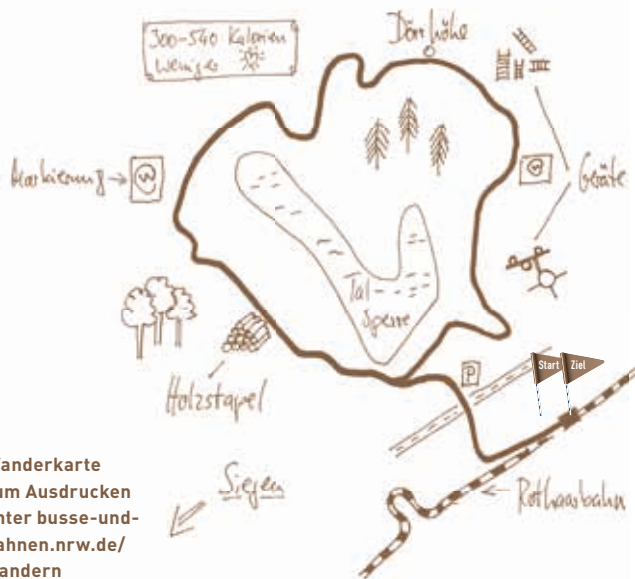 300-540 Kalorien
weniger
Dörrhöhe
Markierung
W
W
Geräte
Tal
Sperre
Holzstapel
P
Start
Ziel
Siegen
Rothaarbahn
anderkarte
um Ausdrucken
nter busse-und-
ahnen.nrw.de/
andern